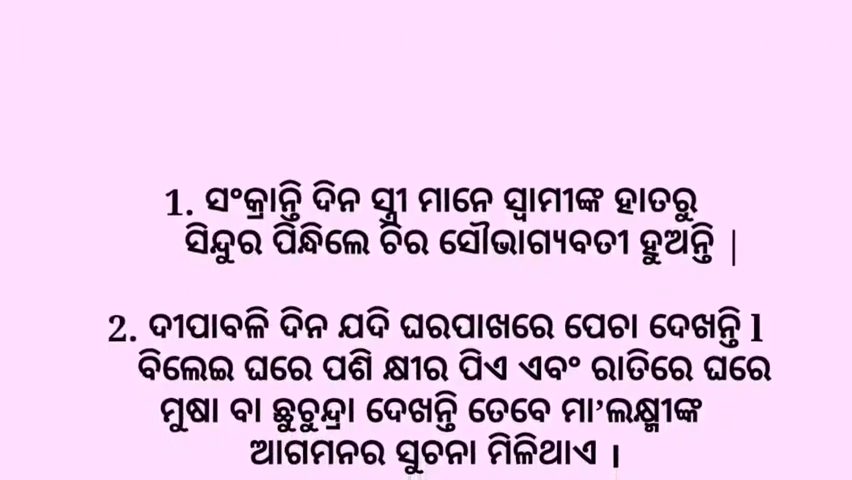 1. ସଂକ୍ରାନ୍ତି ଦିନ ସ୍ତ୍ରୀ ମାନେ ସ୍ୱାମୀଙ୍କ ହାତରୁ
ସିନ୍ଦୁର ପିନ୍ଧିଲେ ଚିର ସୌଭାଗ୍ୟବତୀ ହୁଅନ୍ତି |
2. ଦୀପାବଳି ଦିନ ଯଦି ଘରପାଖରେ ପେଚା ଦେଖନ୍ତି l
ବିଲେଇ ଘରେ ପଶି କ୍ଷୀର ପିଏ ଏବଂ ରାତିରେ ଘରେ
ମୁଷା ବା ଛୁଚୁନ୍ଦ୍ରା ଦେଖନ୍ତି ତେବେ ମା’ଲକ୍ଷ୍ମୀଙ୍କ
ଆଗମନର ସୁଚନା ମିଳିଥାଏ ।